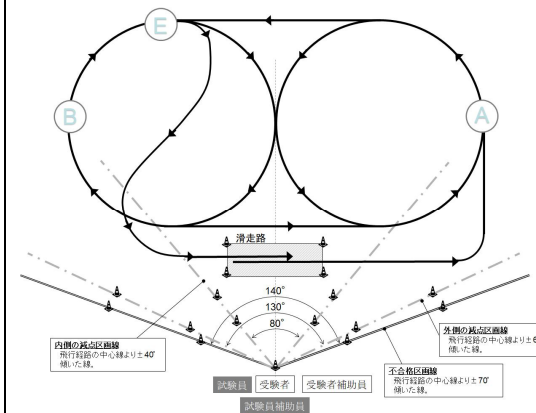 E
B
A
滑走路
140°
130°
80°
内側の減点区画線
飛行経路の中心線より±40°
傾いた線。
外側の減点区画線
飛行経路の中心線より±6
傾いた線。
不合格区画線
飛行経路の中心線より±70°
傾いた線。
試験員 受験者 受験者補助員
試験員補助員